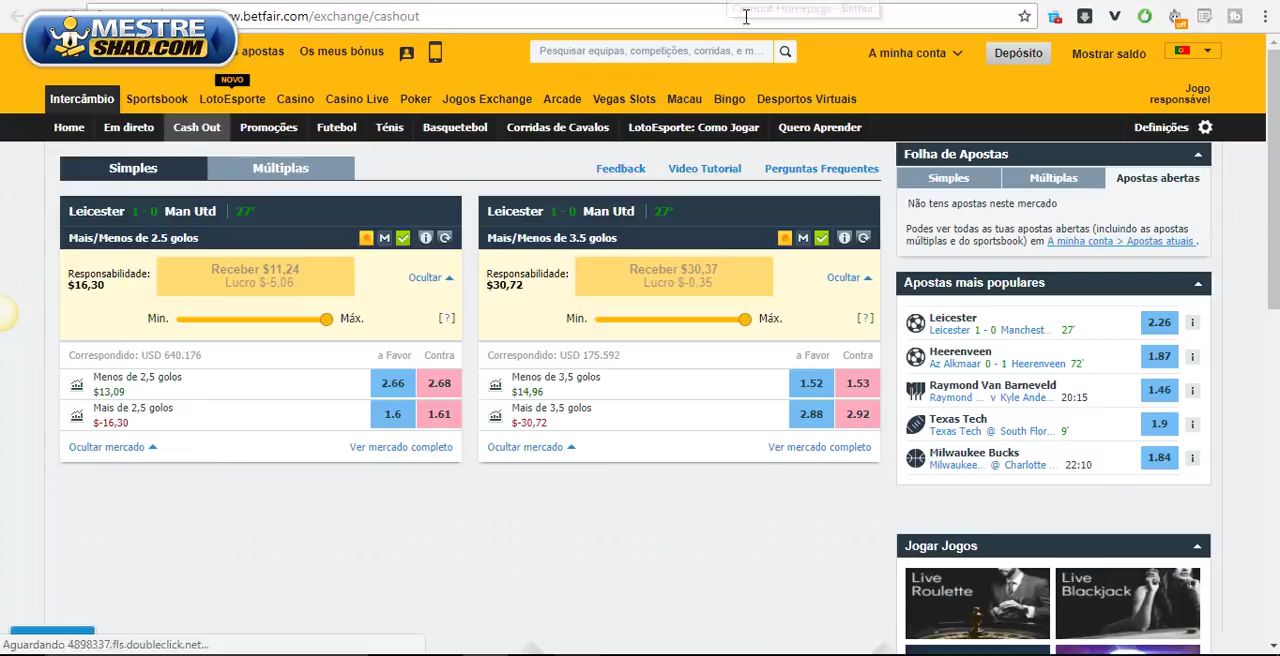 www.betfair.com/exchange/cashout
MESTRE
SHAO.COM
apostas Os meus bónus
Pesquisar equipas, competições, corridas, e m...
A minha conta Depósito Mostrar saldo
NOVO
Intercâmbio Sportsbook LotoEsporte Casino Casino Live Poker Jogos Exchange Arcade Vegas Slots Macau Bingo Desportos Virtuais
Jogo
responsável
Home Em direto Cash Out Promoções Futebol Ténis Basquetebol Corridas de Cavalos LotoEsporte: Como Jogar Quero Aprender Definições
Simples Múltiplas Feedback Video Tutorial Perguntas Frequentes
Leicester 1 - 0 Man Utd 27'
Mais/Menos de 2.5 golos M
Responsabilidade:
$16,30
Receber $11,24
Lucro $-5,06
Ocultar
Min. Máx. [?]
Correspondido: USD 640.176 a Favor Contra
Menos de 2,5 golos
$13,09
2.66 2.68
Mais de 2,5 golos
$-16,30
1.6 1.61
Ocultar mercado Ver mercado completo
Leicester 1 - 0 Man Utd 27'
Mais/Menos de 3.5 golos M
Responsabilidade:
$30,72
Receber $30,37
Lucro $-0,35
Ocultar
Min. Máx. [?]
Correspondido: USD 175.592 a Favor Contra
Menos de 3,5 golos
$14,96
1.52 1.53
Mais de 3,5 golos
$-30,72
2.88 2.92
Ocultar mercado Ver mercado completo
Folha de Apostas
Simples Múltiplas Apostas abertas
Não tens apostas neste mercado
Podes ver todas as tuas apostas abertas (incluindo as apostas
múltiplas e do sportsbook) em A minha conta > Apostas atuais .
Apostas mais populares
Leicester
Leicester 1 - 0 Manchest... 27'
2.26
Heerenveen
Az Alkmaar 0 - 1 Heerenveen 72'
1.87
Raymond Van Barneveld
Raymond ... v Kyle Ande... 20:15
1.46
Texas Tech
Texas Tech @ South Flor... 9'
1.9
Milwaukee Bucks
Milwaukee... @ Charlotte ... 22:10
1.84
Jogar Jogos
Live
Roulette
Live
Blackjack
Aguardando 4898337.fls.doubleclick.net...